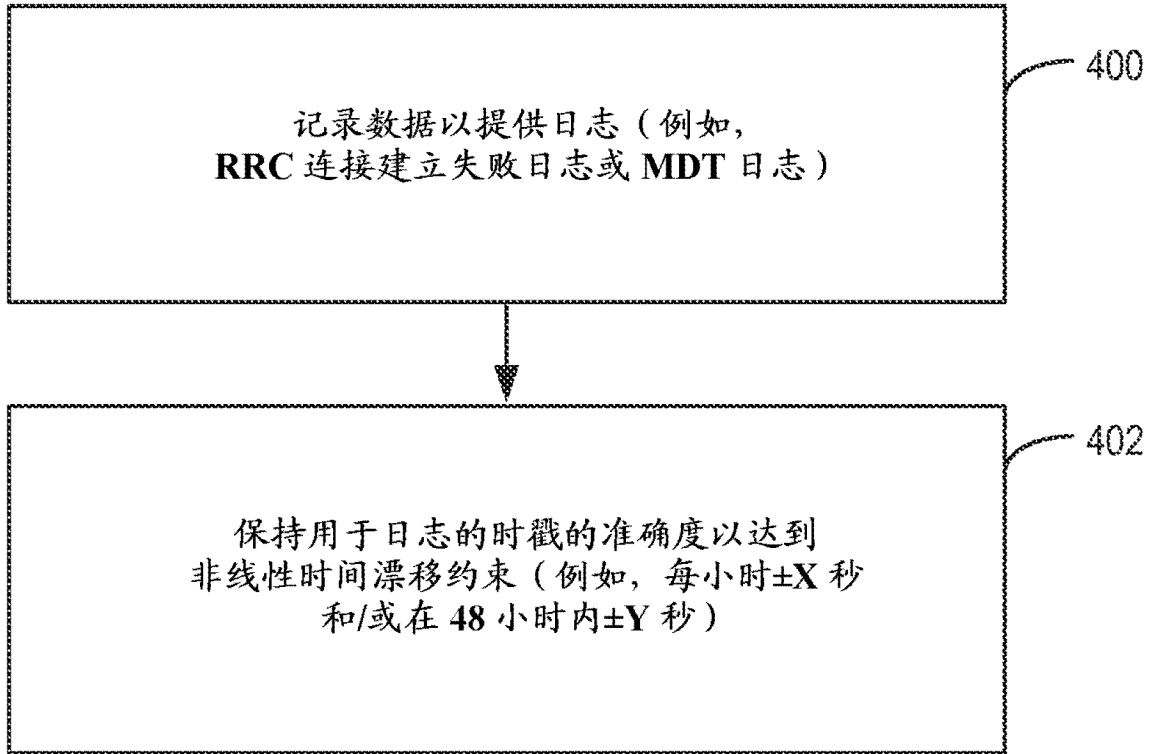 记录数据以提供日志（例如，
RRC 连接建立失败日志或 MDT 日志）
400
保持用于日志的时戳的准确度以达到
非线性时间漂移约束（例如，每小时±X 秒
和/或在 48 小时内±Y 秒）
402